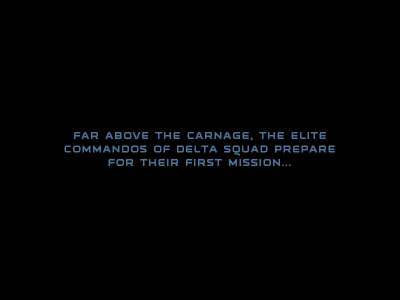 FAR ABOVE THE CARNAGE, THE ELITE
COMMANDOS OF DELTA SQUAD PREPARE
FOR THEIR FIRST MISSION...